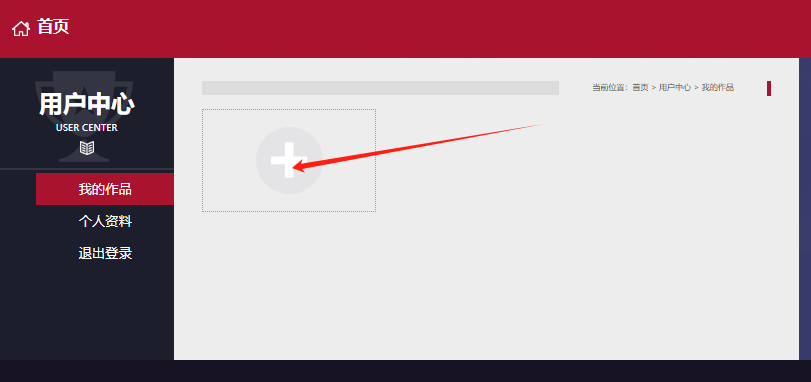 首页
用户中心
USER CENTER
当前位置：首页 > 用户中心 > 我的作品
我的作品
个人资料
退出登录